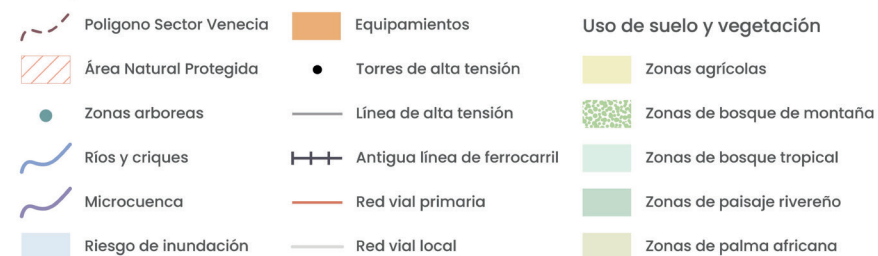 Poligono Sector Venecia
Área Natural Protegida
Zonas arboreas
Ríos y criques
Microcuenca
Riesgo de inundación
Equipamientos
Torres de alta tensión
Línea de alta tensión
Antigua línea de ferrocarril
Red vial primaria
Red vial local
Uso de suelo y vegetación
Zonas agrícolas
Zonas de bosque de montaña
Zonas de bosque tropical
Zonas de paisaje rivereño
Zonas de palma africana